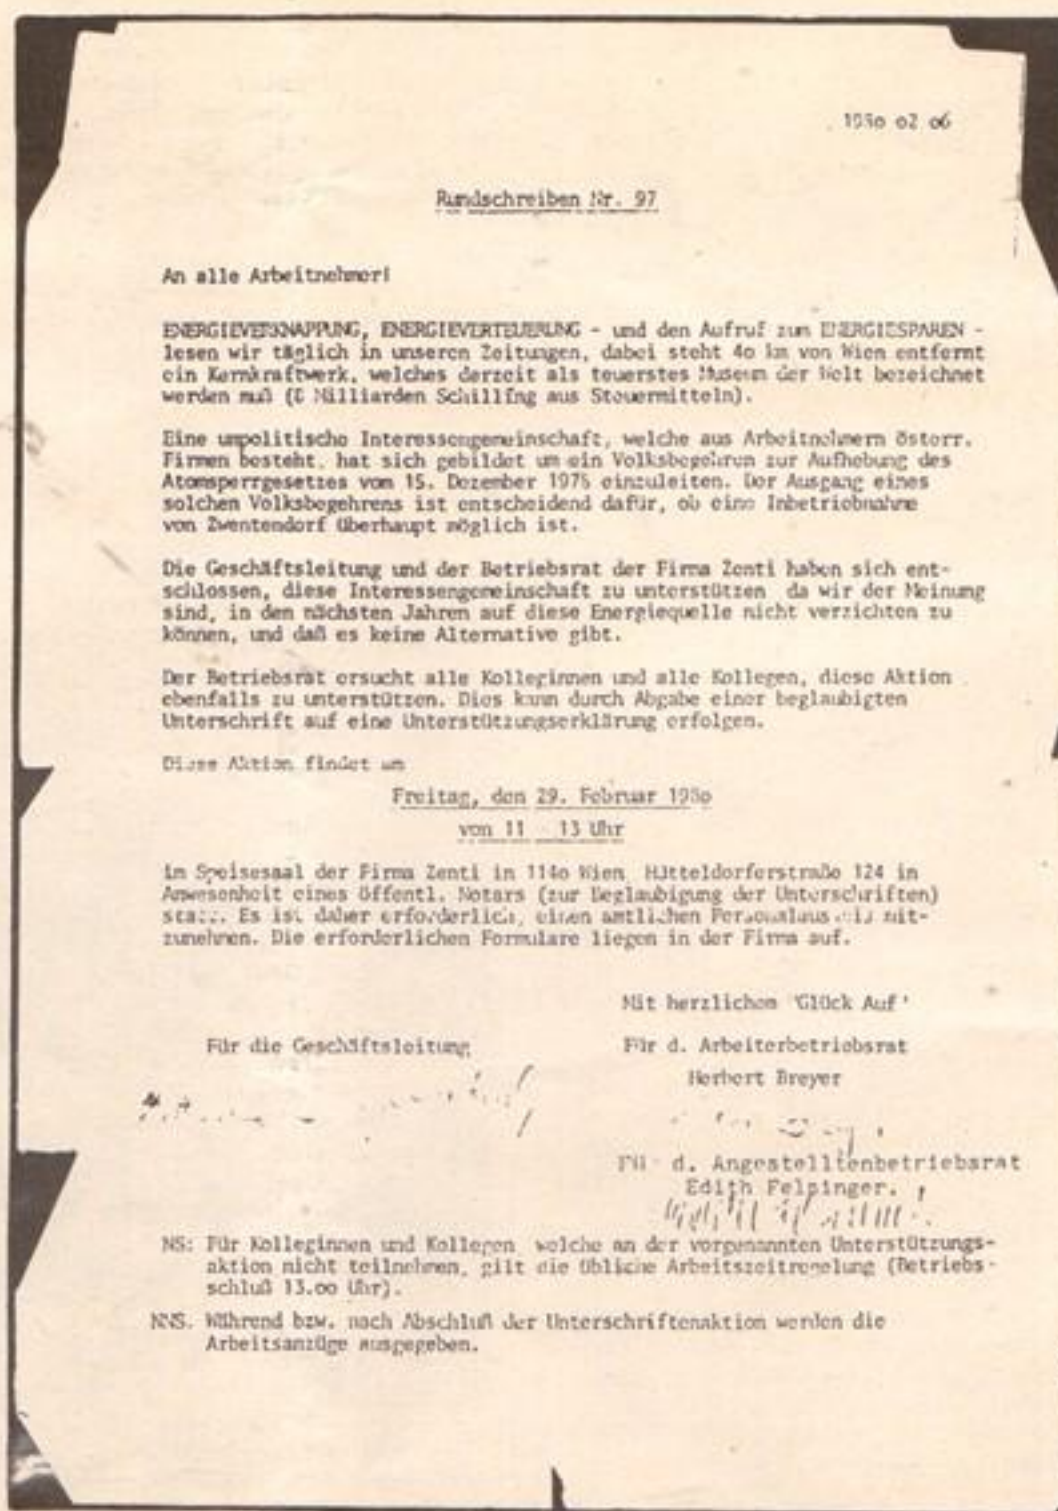 198o o2 o6
Rundschreiben Nr. 97
An alle Arbeitnehmer!
ENERGIEVERKNAPPUNG, ENERGIEVERTEUERUNG - und den Aufruf zum ENERGIESPAREN -
lesen wir täglich in unseren Zeitungen, dabei steht 4o km von Wien entfernt
ein Kernkraftwerk, welches derzeit als teuerstes Museum der Welt bezeichnet
werden muß (8 Milliarden Schilling aus Steuermitteln).
Eine unpolitische Interessengemeinschaft, welche aus Arbeitnehmern österr.
Firmen besteht, hat sich gebildet um ein Volksbegehren zur Aufhebung des
Atomsperrgesetzes vom 15. Dezember 1978 einzuleiten. Der Ausgang eines
solchen Volksbegehrens ist entscheidend dafür, ob eine Inbetriebnahme
von Zwentendorf überhaupt möglich ist.
Die Geschäftsleitung und der Betriebsrat der Firma Zenti haben sich ent-
schlossen, diese Interessengemeinschaft zu unterstützen da wir der Meinung
sind, in den nächsten Jahren auf diese Energiequelle nicht verzichten zu
können, und daß es keine Alternative gibt.
Der Betriebsrat ersucht alle Kolleginnen und alle Kollegen, diese Aktion
ebenfalls zu unterstützen. Dies kann durch Abgabe einer beglaubigten
Unterschrift auf eine Unterstützungserklärung erfolgen.
Diese Aktion findet am
Freitag, den 29. Februar 198o
von 11 - 13 Uhr
im Speisesaal der Firma Zenti in 114o Wien Hütteldorferstraße 124 in
Anwesenheit eines öffentl. Notars (zur Beglaubigung der Unterschriften)
statt. Es ist daher erforderlich, einen amtlichen Personalausweis mit-
zunehmen. Die erforderlichen Formulare liegen in der Firma auf.
Mit herzlichem 'Glück Auf'
Für die Geschäftsleitung
Für d. Arbeiterbetriebsrat
Herbert Breyer
Für d. Angestelltenbetriebsrat
Edith Felsinger.
NS: Für Kolleginnen und Kollegen welche an der vorgenannten Unterstützungs-
aktion nicht teilnehmen, gilt die übliche Arbeitszeitregelung (Betriebs-
schluß 13.oo Uhr).
NNS. Während bzw. nach Abschluß der Unterschriftenaktion werden die
Arbeitsanzüge ausgegeben.